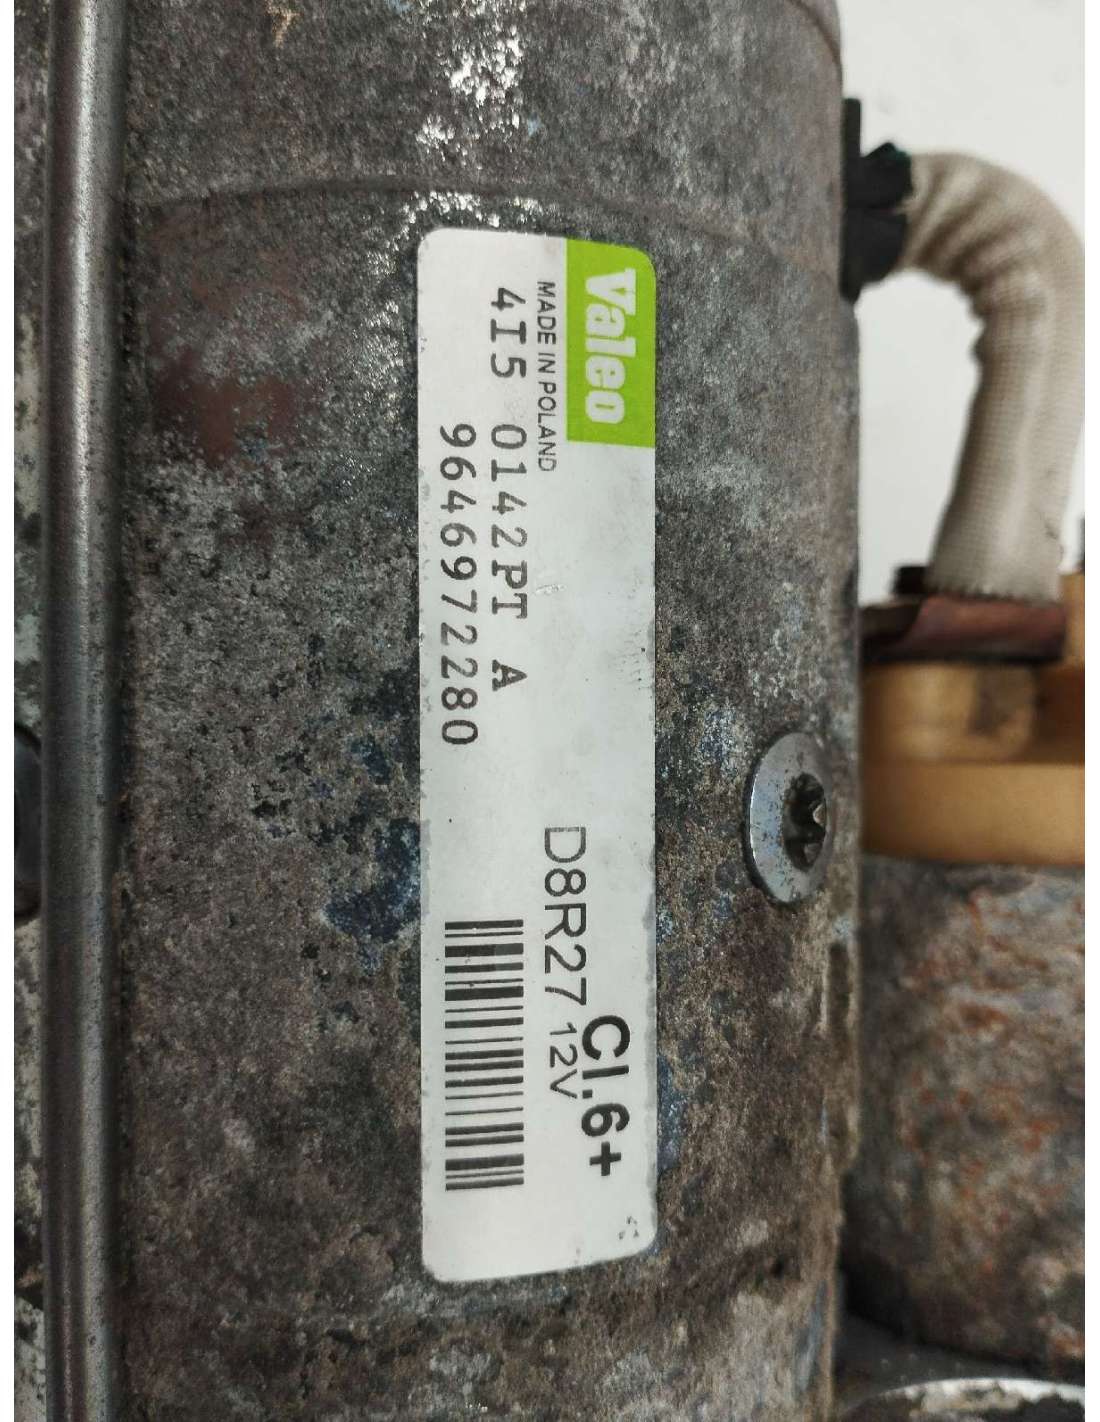 Valeo
MADE IN POLAND
4I5 0142PT A
9646972280
Cl.6+
D8R27 12V